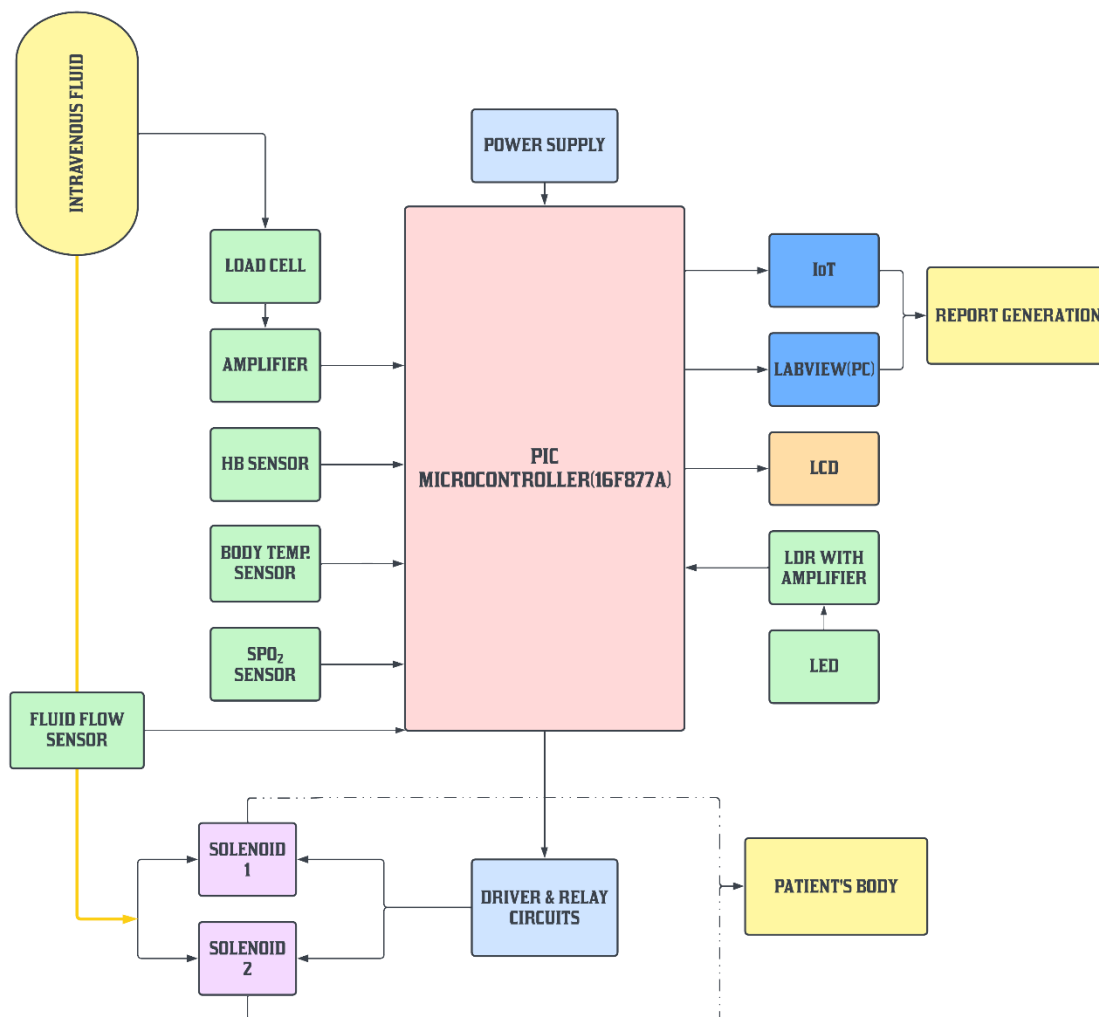 INTRAVENOUS FLUID
POWER SUPPLY
LOAD CELL
IoT
REPORT GENERATION
AMPLIFIER
LABVIEW(PC)
HB SENSOR
PIC
MICROCONTROLLER(16F877A)
LCD
BODY TEMP.
SENSOR
LDR WITH
AMPLIFIER
SPO₂
SENSOR
LED
FLUID FLOW
SENSOR
SOLENOID
1
DRIVER & RELAY
CIRCUITS
PATIENT'S BODY
SOLENOID
2